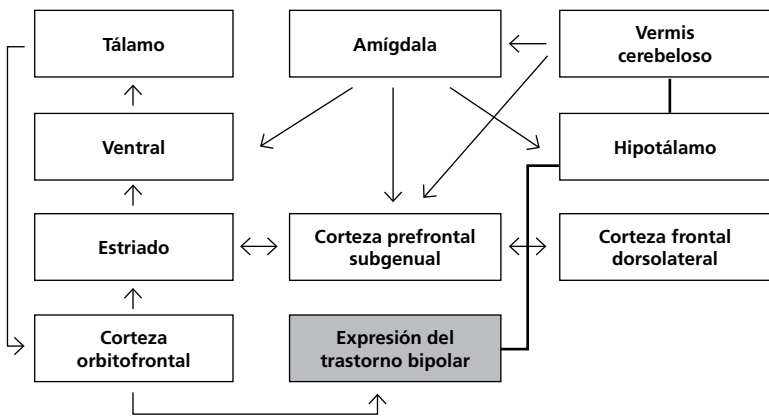 Tálamo
Amígdala
Vermis
cerebeloso
Ventral
Hipotálamo
Estriado
Corteza prefrontal
subgenual
Corteza frontal
dorsolateral
Corteza
orbitofrontal
Expresión del
trastorno bipolar